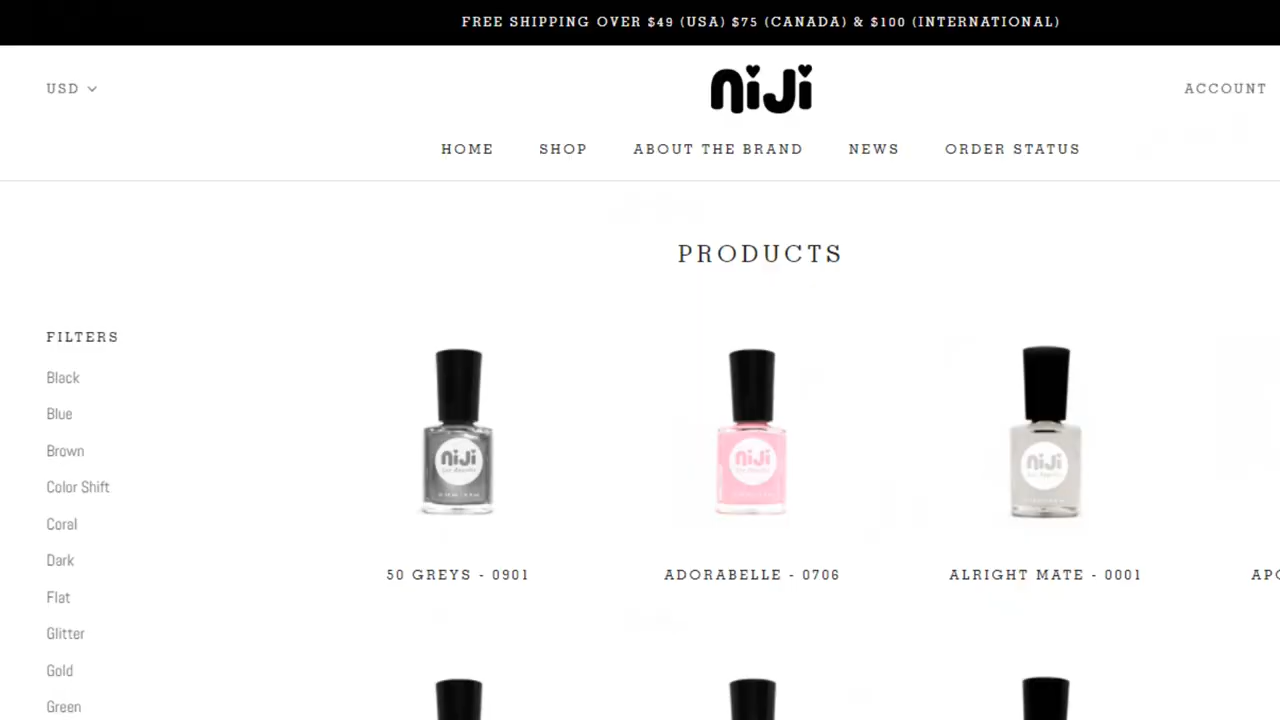 FREE SHIPPING OVER $49 (USA) $75 (CANADA) & $100 (INTERNATIONAL)
USD
niJi
ACCOUNT
HOME SHOP ABOUT THE BRAND NEWS ORDER STATUS
PRODUCTS
FILTERS
Black
Blue
Brown
Color Shift
Coral
Dark
Flat
Glitter
Gold
Green
niJi
niJi
niJi
50 GREYS - 0901
ADORABELLE - 0706
ALRIGHT MATE - 0001